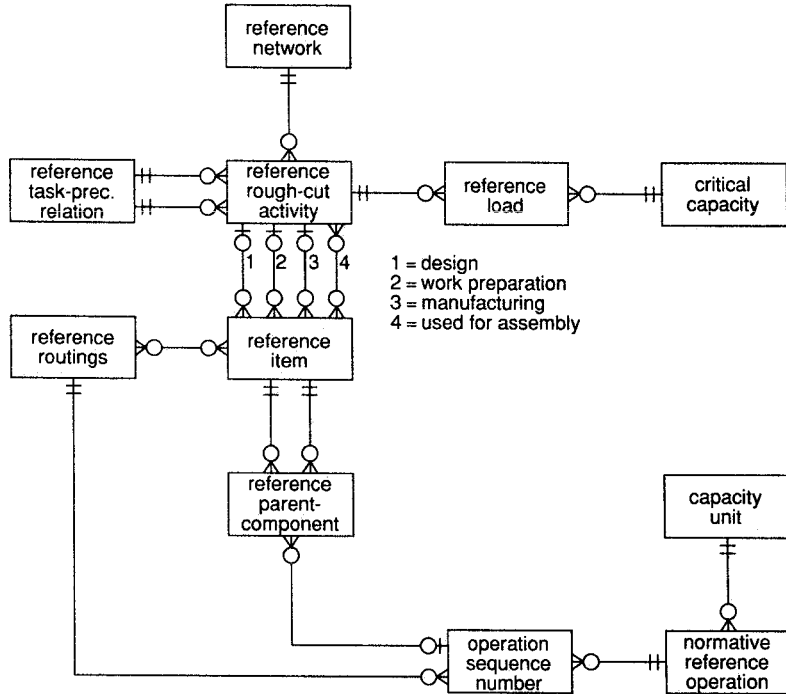 reference
network
reference
task-prec.
relation
reference
rough-cut
activity
reference
load
critical
capacity
1
2
3
4
1 = design
2 = work preparation
3 = manufacturing
4 = used for assembly
reference
routings
reference
item
reference
parent-
component
capacity
unit
operation
sequence
number
normative
reference
operation